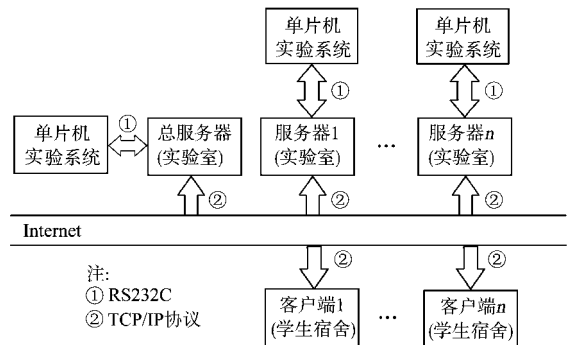 单片机
实验系统
单片机
实验系统
①
①
①
单片机
实验系统
总服务器
(实验室)
服务器1
(实验室)
...
服务器n
(实验室)
②
②
②
Internet
②
②
注:
① RS232C
② TCP/IP协议
客户端1
(学生宿舍)
...
客户端n
(学生宿舍)
...